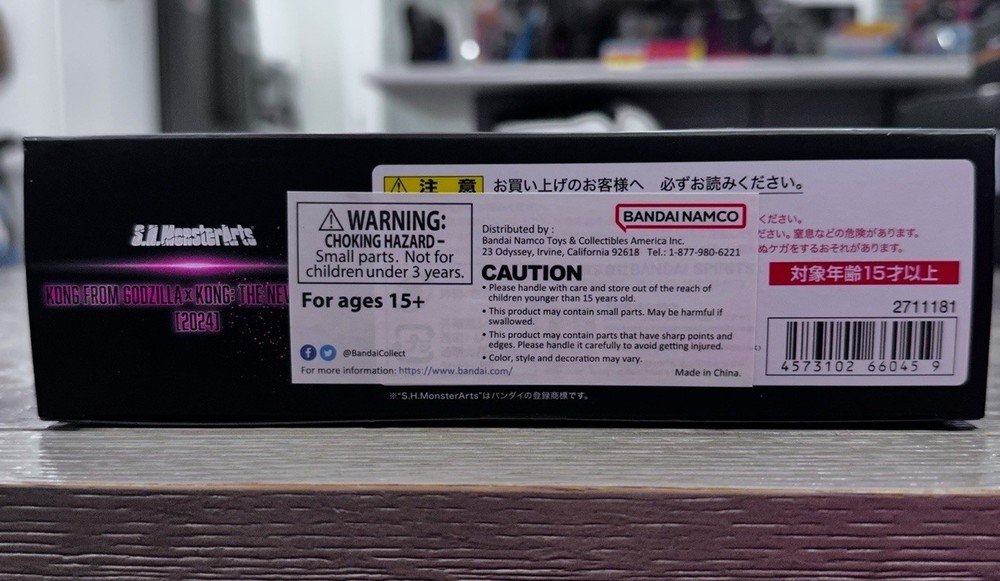 S.H.MonsterArts
KONG FROM GODZILLA x KONG: THE NEW
[2024]
注 意
お買い上げのお客様へ 必ずお読みください。
WARNING:
CHOKING HAZARD –
Small parts. Not for
children under 3 years.
For ages 15+
@BandaiCollect
For more information: https://www.bandai.com/
BANDAI NAMCO
Distributed by :
Bandai Namco Toys & Collectibles America Inc.
23 Odyssey, Irvine, California 92618 Tel.: 1-877-980-6221
CAUTION
• Please handle with care and store out of the reach of
children younger than 15 years old.
• This product may contain small parts. May be harmful if
swallowed.
• This product may contain parts that have sharp points and
edges. Please handle it carefully to avoid getting injured.
• Color, style and decoration may vary.
Made in China.
ください。
ださい。窒息などの危険があります。
ぬケガをするおそれがあります。
対象年齢15才以上
2711181
4573102 66045 9
※"S.H.MonsterArts"はバンダイの登録商標です。